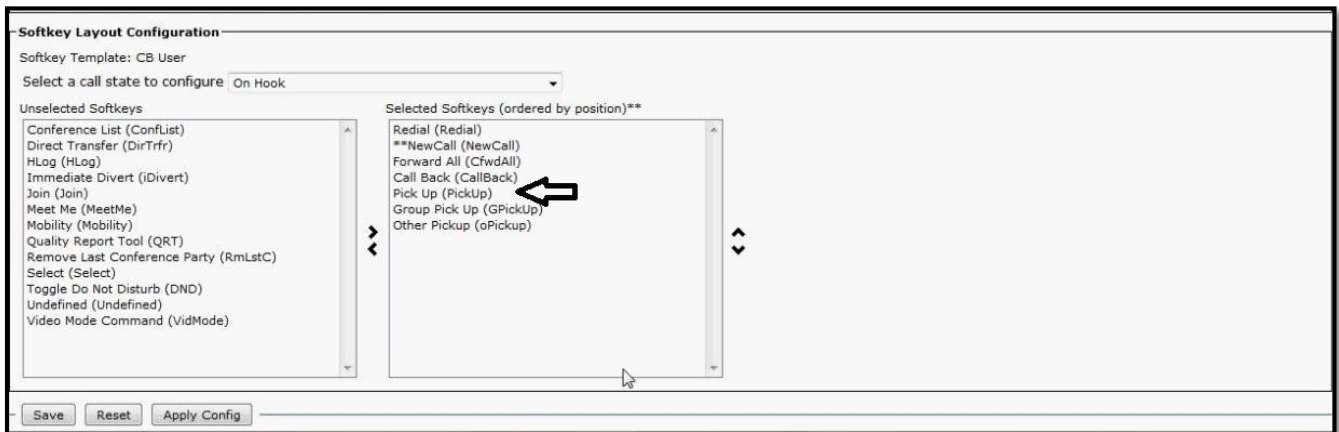 Softkey Layout Configuration
Softkey Template: CB User
Select a call state to configure On Hook
Unselected Softkeys
Conference List (ConfList)
Direct Transfer (DirTrfr)
HLog (HLog)
Immediate Divert (iDivert)
Join (Join)
Meet Me (MeetMe)
Mobility (Mobility)
Quality Report Tool (QRT)
Remove Last Conference Party (RmLstC)
Select (Select)
Toggle Do Not Disturb (DND)
Undefined (Undefined)
Video Mode Command (VidMode)
Selected Softkeys (ordered by position)**
Redial (Redial)
**NewCall (NewCall)
Forward All (CfwdAll)
Call Back (CallBack)
Pick Up (PickUp)
Group Pick Up (GPickUp)
Other Pickup (oPickup)
Save Reset Apply Config